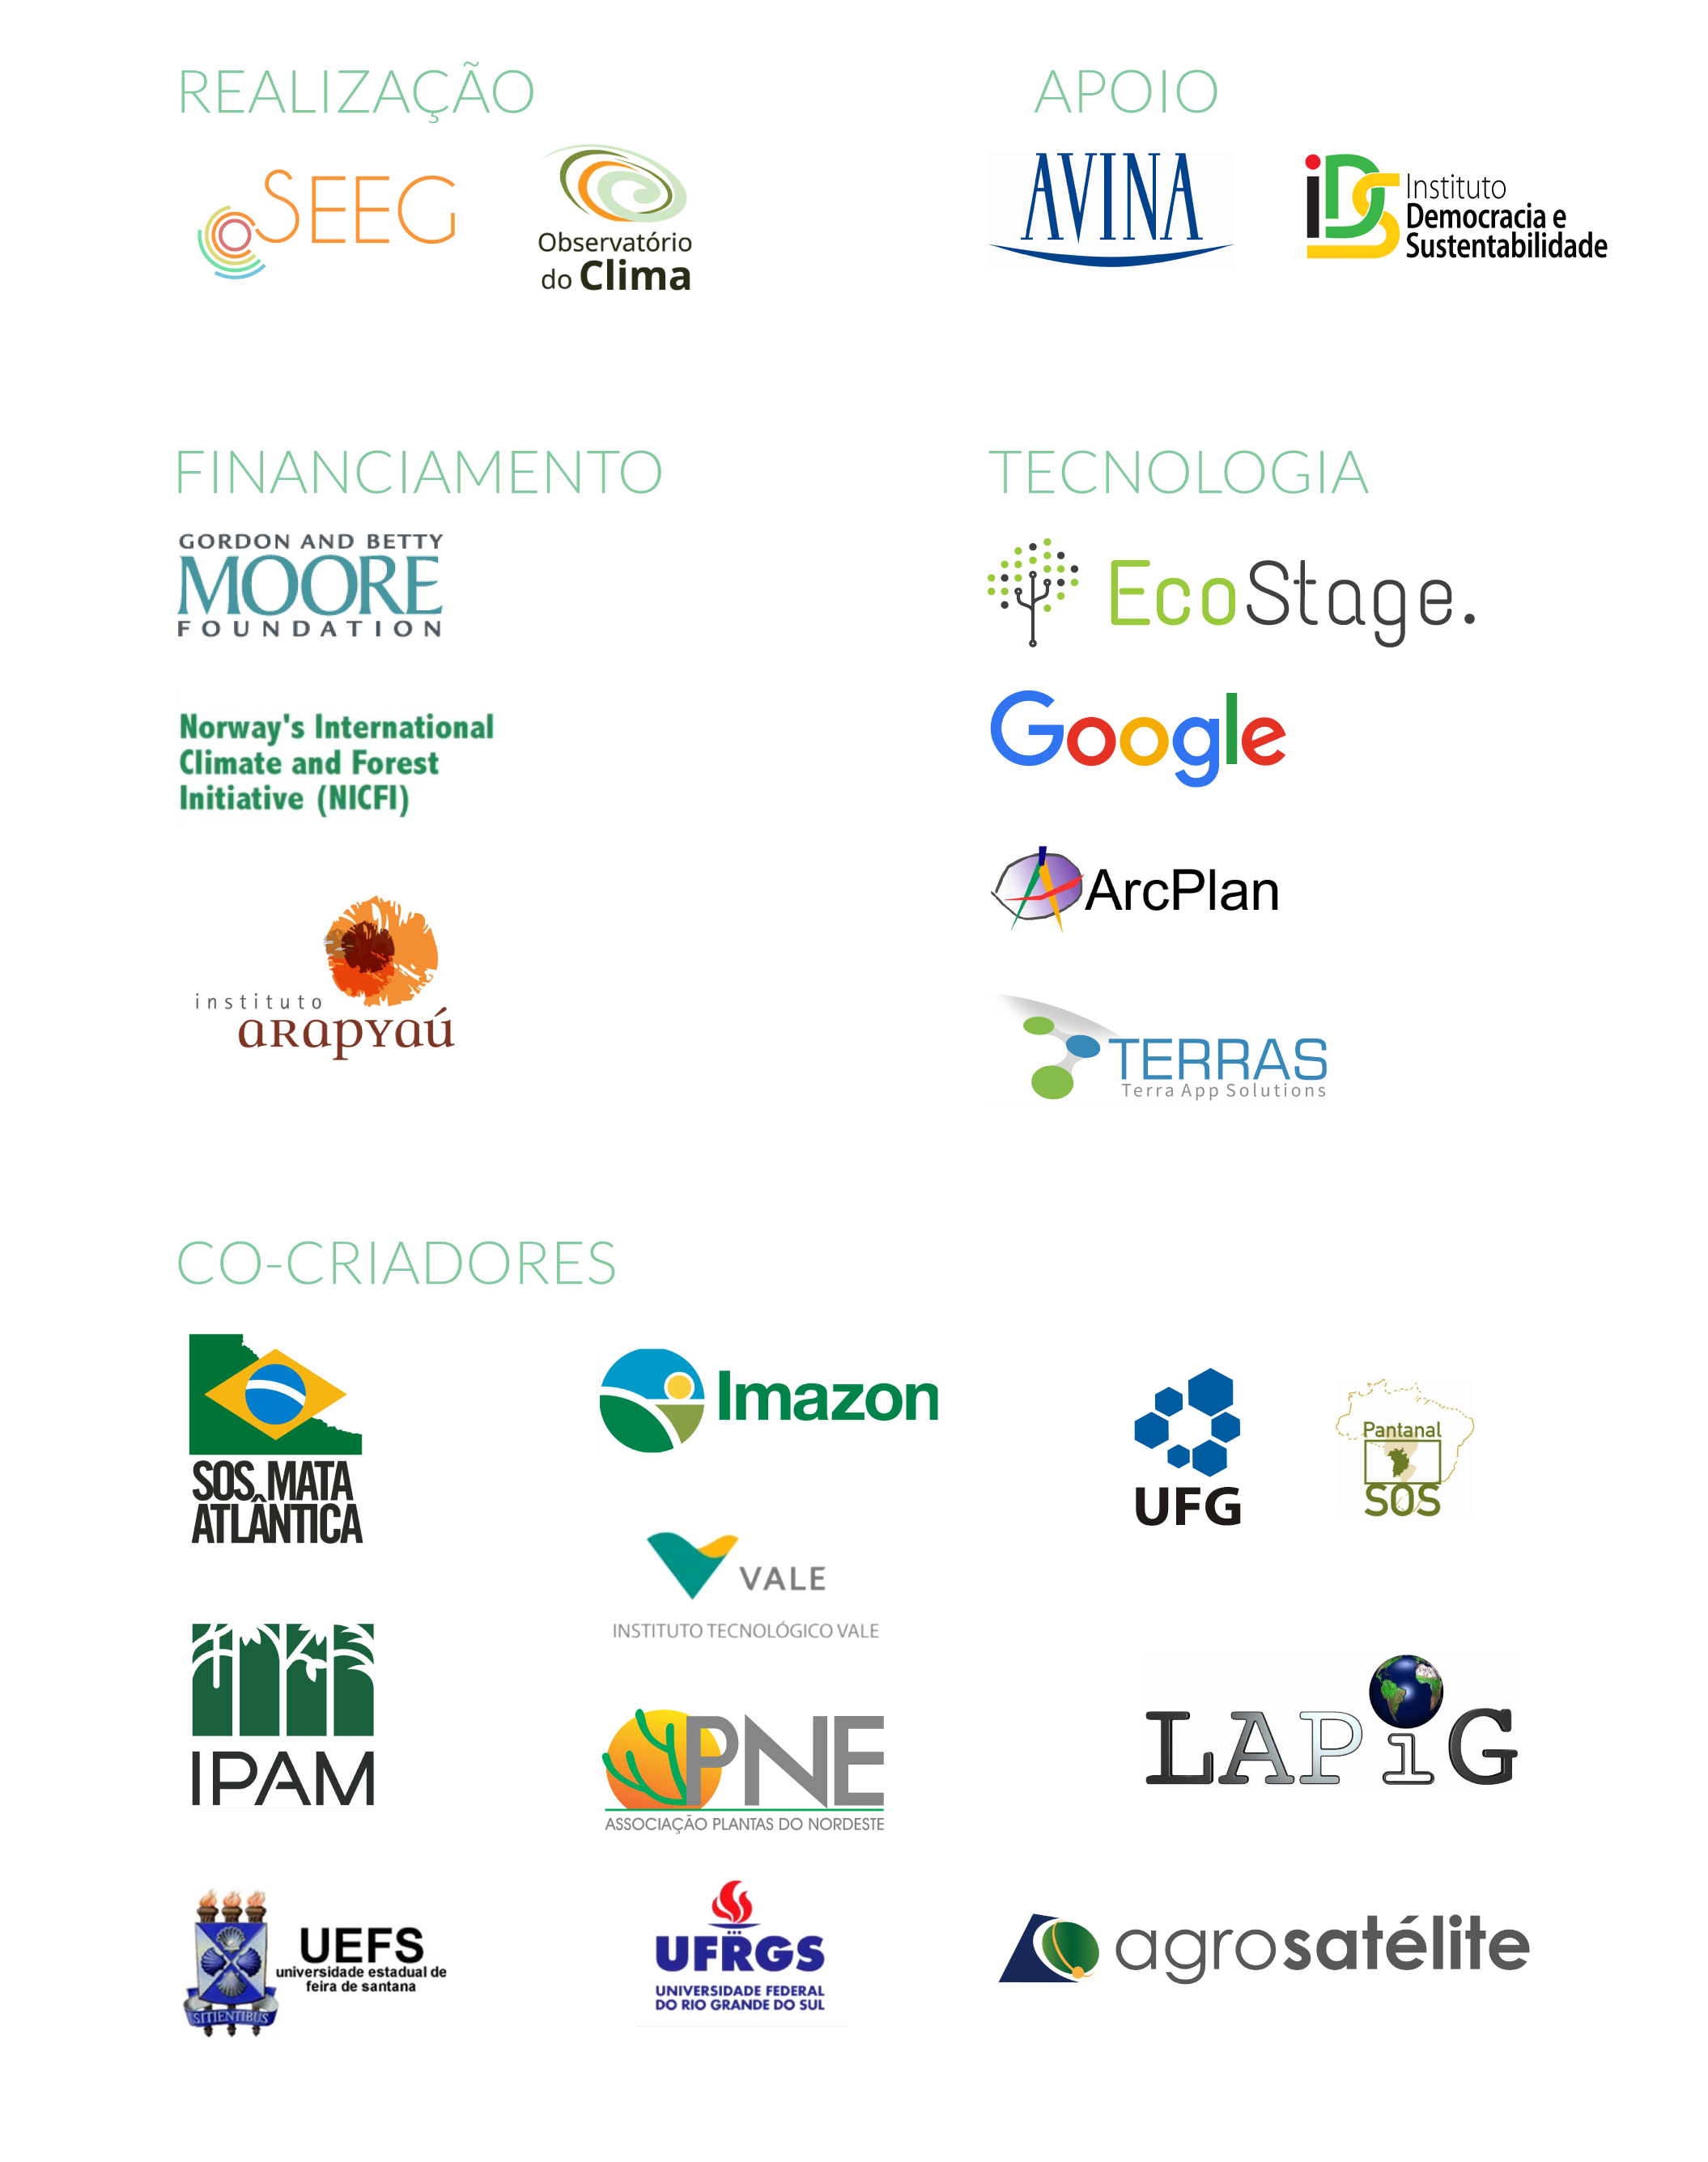 REALIZAÇÃO
SEEG
Observatório
do Clima
APOIO
AVINA
iDS
Instituto
Democracia e
Sustentabilidade
FINANCIAMENTO
GORDON AND BETTY
MOORE
FOUNDATION
Norway's International
Climate and Forest
Initiative (NICFI)
instituto
arapyaú
TECNOLOGIA
EcoStage.
Google
ArcPlan
TERRAS
Terra App Solutions
CO-CRIADORES
SOS MATA
ATLÂNTICA
Imazon
UFG
Pantanal
SOS
VALE
INSTITUTO TECNOLÓGICO VALE
IPAM
PNE
ASSOCIAÇÃO PLANTAS DO NORDESTE
LAPiG
UEFS
universidade estadual de
feira de santana
SITIENTIBUS
UFRGS
UNIVERSIDADE FEDERAL
DO RIO GRANDE DO SUL
agrosatélite